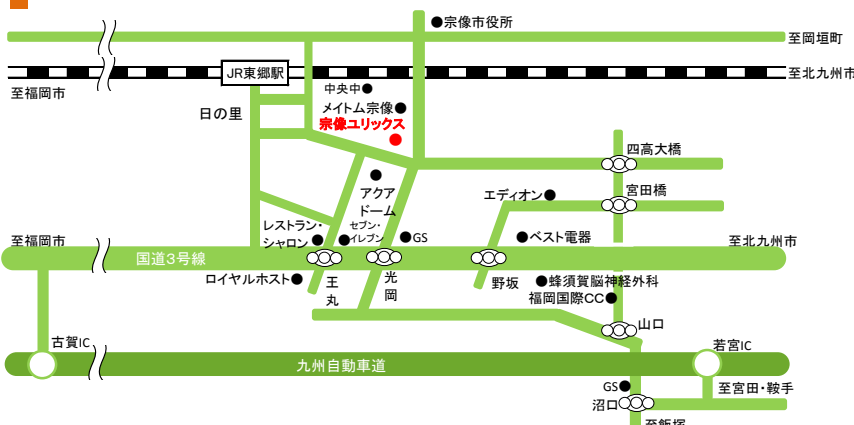 宗像市役所
至岡垣町
JR東郷駅
至北九州市
至福岡市
中央中
日の里
メイトム宗像
宗像ユリックス
四高大橋
アクア
ドーム
エディオン
宮田橋
レストラン・
シャロン
セブン・
イレブン
GS
ベスト電器
至福岡市
至北九州市
国道3号線
ロイヤルホスト
王
丸
光
岡
野坂
蜂須賀脳神経外科
福岡国際CC
山口
古賀IC
若宮IC
九州自動車道
GS
至宮田・鞍手
沼口
至飯塚